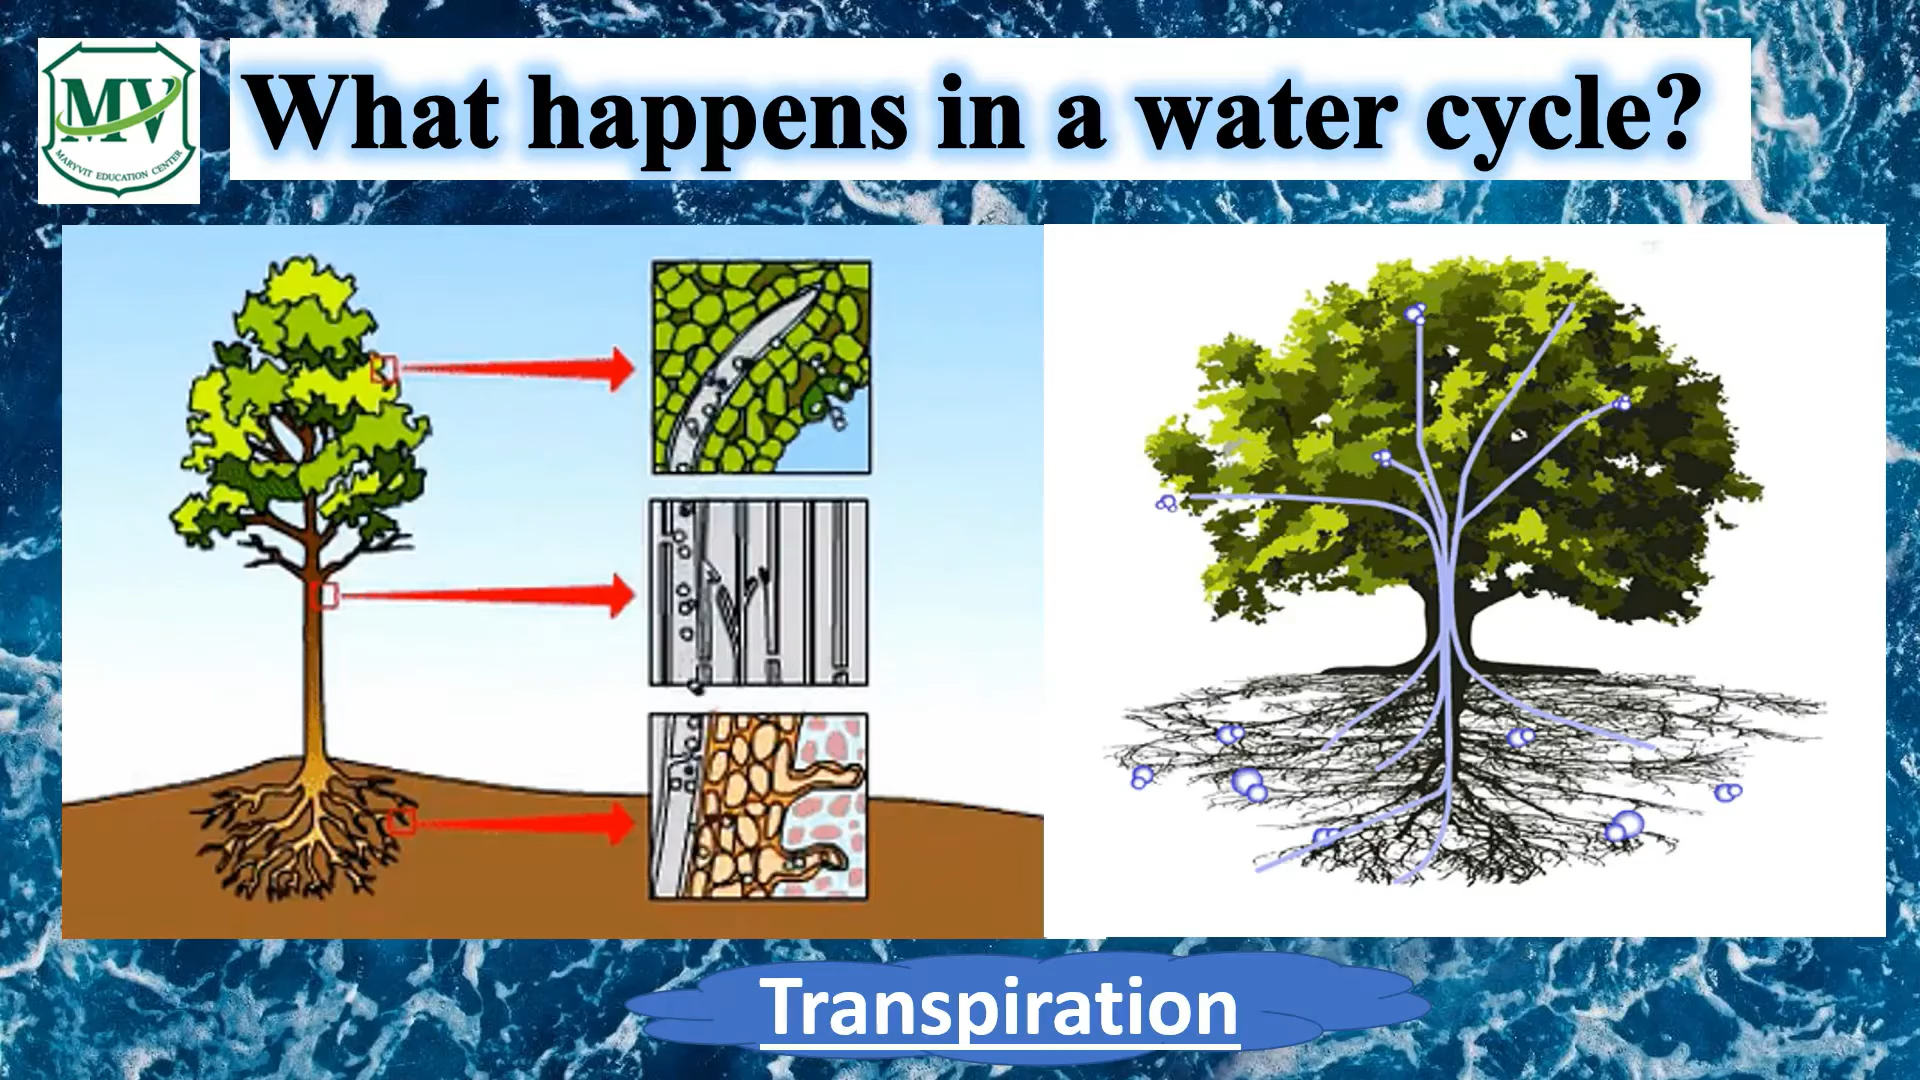 MV
MARYVIT EDUCATION CENTER
What happens in a water cycle?
Transpiration